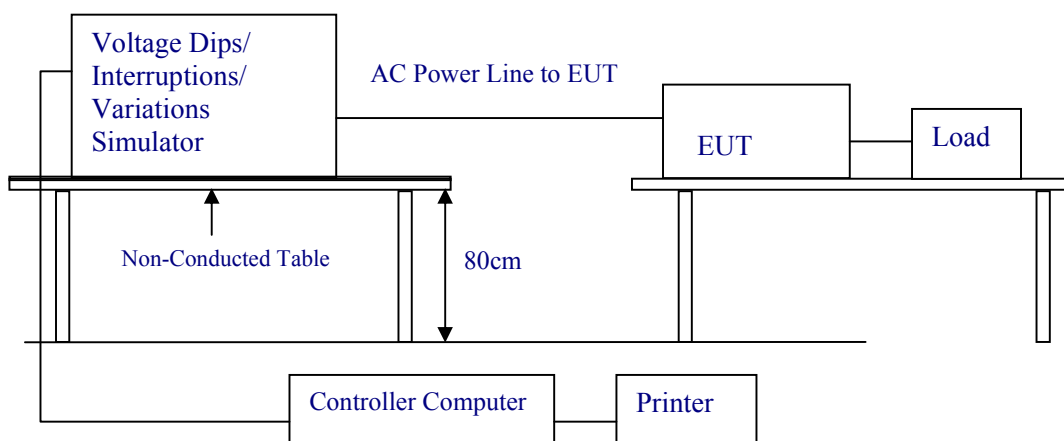 Voltage Dips/
Interruptions/
Variations
Simulator
AC Power Line to EUT
EUT
Load
Non-Conducted Table
80cm
Controller Computer
Printer